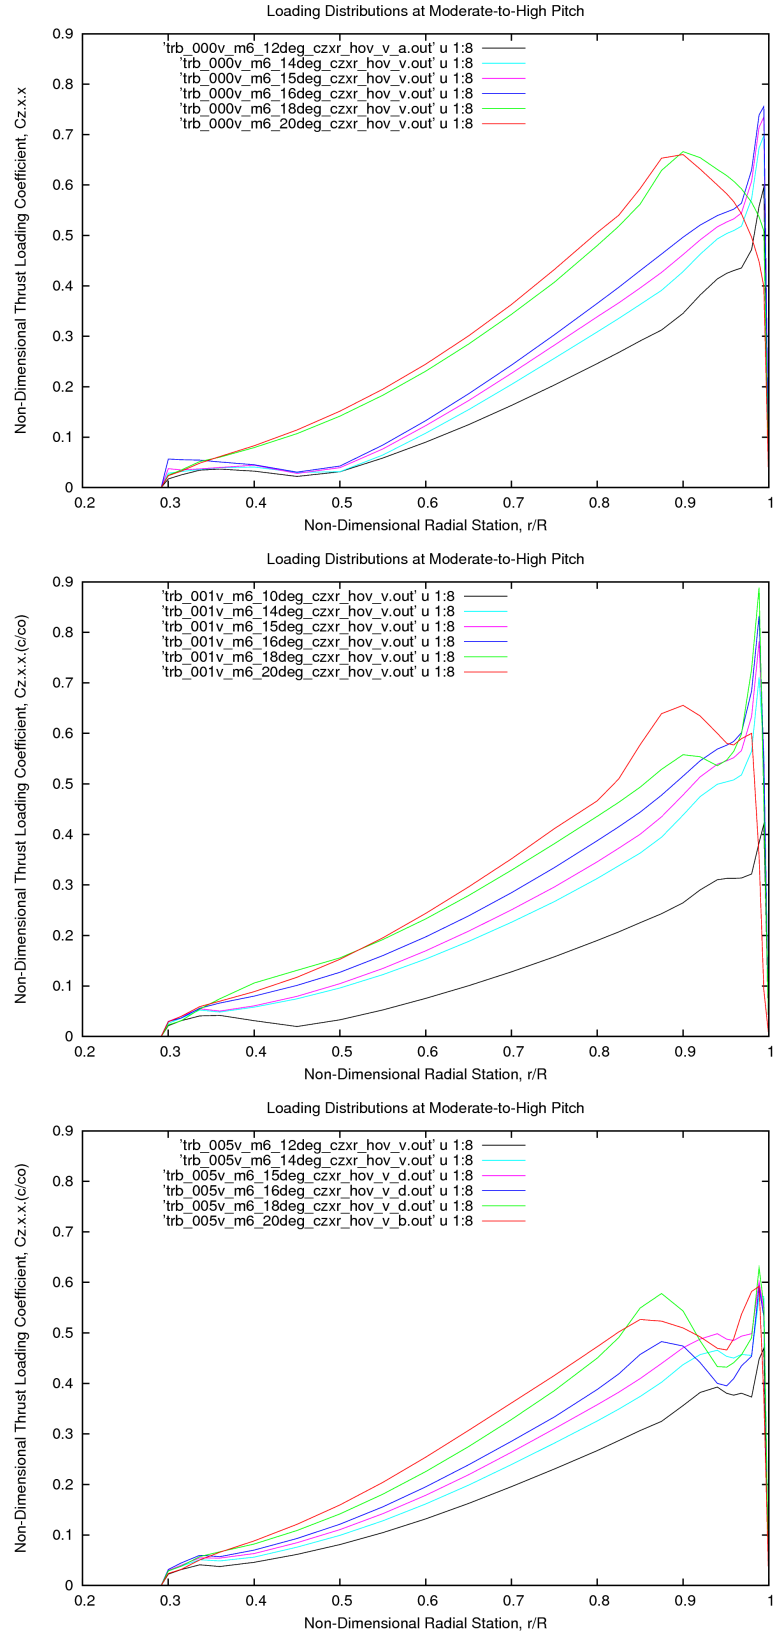 Loading Distributions at Moderate-to-High Pitch
0.9
0.8
0.7
0.6
0.5
0.4
0.3
0.2
0.1
0
Non-Dimensional Thrust Loading Coefficient, Cz.x.x
'trb_000v_m6_12deg_czxr_hov_v_a.out' u 1:8
'trb_000v_m6_14deg_czxr_hov_v.out' u 1:8
'trb_000v_m6_15deg_czxr_hov_v.out' u 1:8
'trb_000v_m6_16deg_czxr_hov_v.out' u 1:8
'trb_000v_m6_18deg_czxr_hov_v.out' u 1:8
'trb_000v_m6_20deg_czxr_hov_v.out' u 1:8
0.2 0.3 0.4 0.5 0.6 0.7 0.8 0.9 1
Non-Dimensional Radial Station, r/R
Loading Distributions at Moderate-to-High Pitch
0.9
0.8
0.7
0.6
0.5
0.4
0.3
0.2
0.1
0
Non-Dimensional Thrust Loading Coefficient, Cz.x.x.(c/co)
'trb_001v_m6_10deg_czxr_hov_v.out' u 1:8
'trb_001v_m6_14deg_czxr_hov_v.out' u 1:8
'trb_001v_m6_15deg_czxr_hov_v.out' u 1:8
'trb_001v_m6_16deg_czxr_hov_v.out' u 1:8
'trb_001v_m6_18deg_czxr_hov_v.out' u 1:8
'trb_001v_m6_20deg_czxr_hov_v.out' u 1:8
0.2 0.3 0.4 0.5 0.6 0.7 0.8 0.9 1
Non-Dimensional Radial Station, r/R
Loading Distributions at Moderate-to-High Pitch
0.9
0.8
0.7
0.6
0.5
0.4
0.3
0.2
0.1
0
Non-Dimensional Thrust Loading Coefficient, Cz.x.x.(c/co)
'trb_005v_m6_12deg_czxr_hov_v.out' u 1:8
'trb_005v_m6_14deg_czxr_hov_v.out' u 1:8
'trb_005v_m6_15deg_czxr_hov_v_d.out' u 1:8
'trb_005v_m6_16deg_czxr_hov_v_d.out' u 1:8
'trb_005v_m6_18deg_czxr_hov_v_d.out' u 1:8
'trb_005v_m6_20deg_czxr_hov_v_b.out' u 1:8
0.2 0.3 0.4 0.5 0.6 0.7 0.8 0.9 1
Non-Dimensional Radial Station, r/R